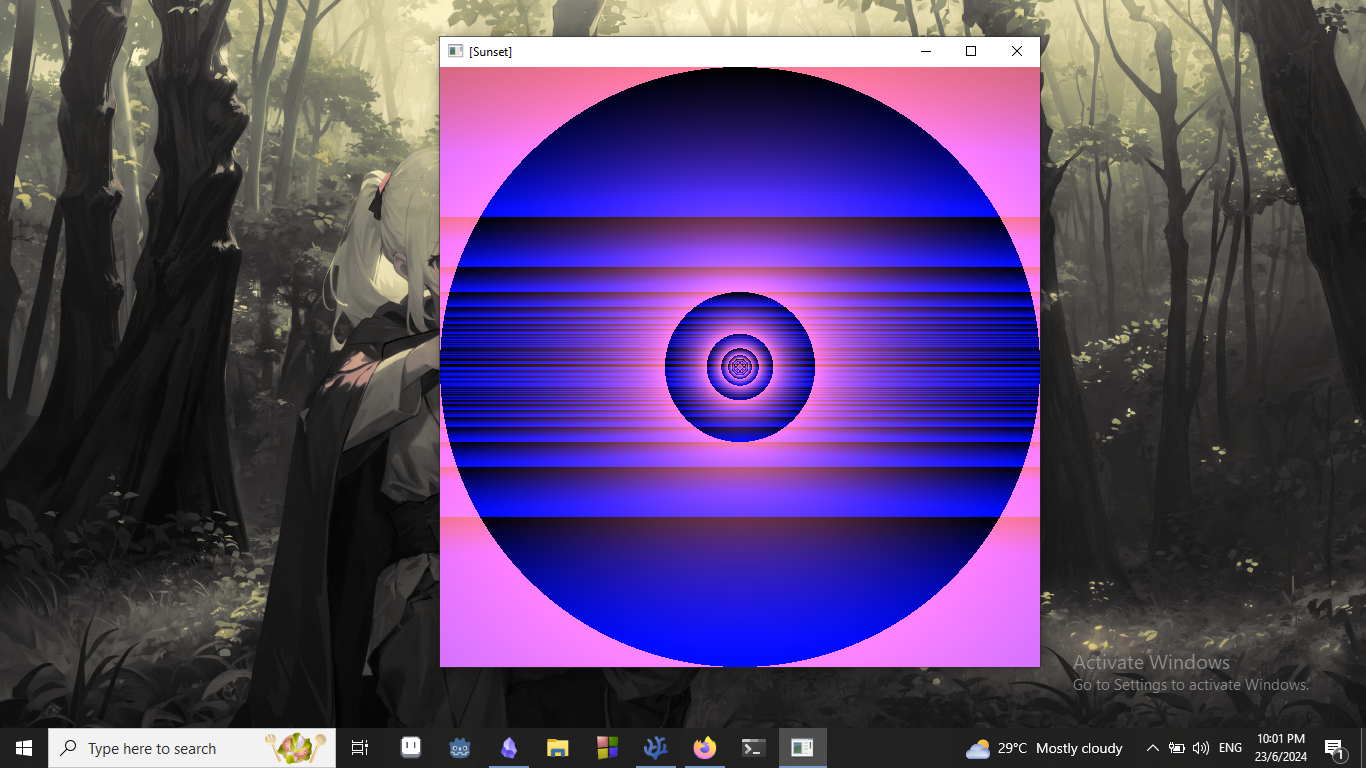 [Sunset]
Activate Windows
Go to Settings to activate Windows.
Type here to search
29°C Mostly cloudy
ENG
10:01 PM
23/6/2024
1